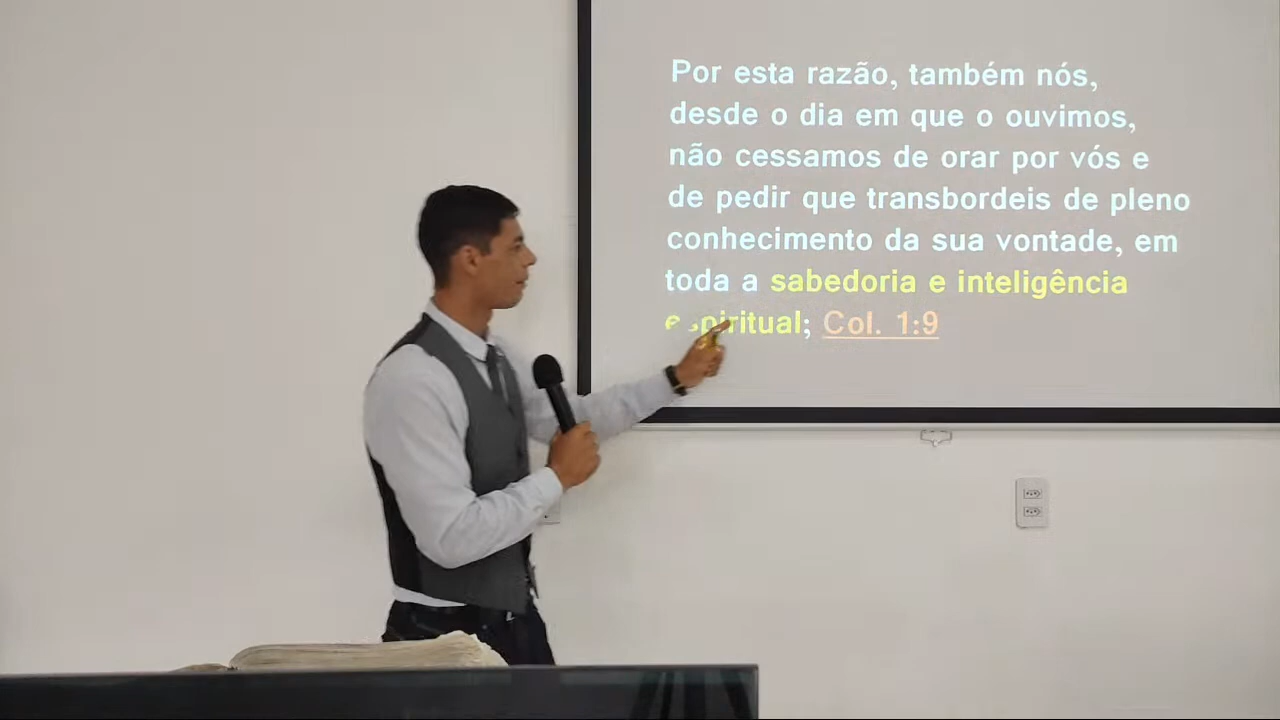 Por esta razão, também nós,
desde o dia em que o ouvimos,
não cessamos de orar por vós e
de pedir que transbordeis de pleno
conhecimento da sua vontade, em
toda a sabedoria e inteligência
espiritual; Col. 1:9